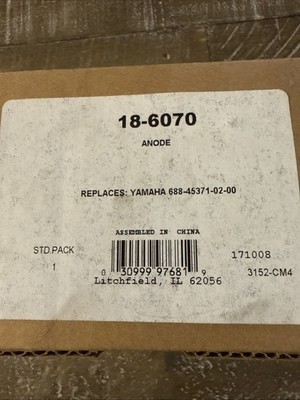 18-6070
ANODE
REPLACES: YAMAHA 688-45371-02-00
ASSEMBLED IN CHINA
STD.PACK
1
0 30999 97681 9
171008
3152-CM4
Litchfield, IL 62056